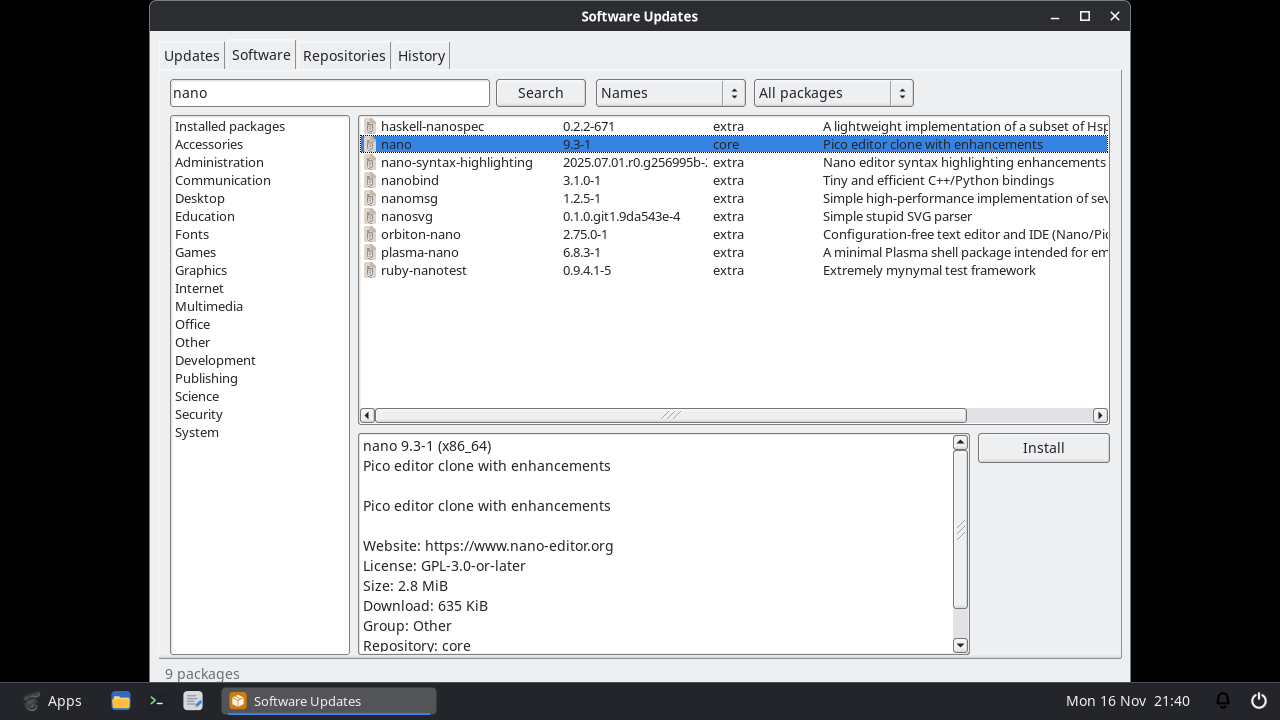 Software Updates
Updates Software Repositories History
nano Search Names All packages
Installed packages
Accessories
Administration
Communication
Desktop
Education
Fonts
Games
Graphics
Internet
Multimedia
Office
Other
Development
Publishing
Science
Security
System
haskell-nanospec 0.2.2-671 extra A lightweight implementation of a subset of Hsp
nano 9.3-1 core Pico editor clone with enhancements
nano-syntax-highlighting 2025.07.01.r0.g256995b-2 extra Nano editor syntax highlighting enhancements
nanobind 3.1.0-1 extra Tiny and efficient C++/Python bindings
nanomsg 1.2.5-1 extra Simple high-performance implementation of sev
nanosvg 0.1.0.git1.9da543e-4 extra Simple stupid SVG parser
orbiton-nano 2.75.0-1 extra Configuration-free text editor and IDE (Nano/Pic
plasma-nano 6.8.3-1 extra A minimal Plasma shell package intended for em
ruby-nanotest 0.9.4.1-5 extra Extremely mynymal test framework
nano 9.3-1 (x86_64)
Pico editor clone with enhancements
Pico editor clone with enhancements
Website: https://www.nano-editor.org
License: GPL-3.0-or-later
Size: 2.8 MiB
Download: 635 KiB
Group: Other
Repository: core
Install
9 packages
Apps Software Updates Mon 16 Nov 21:40